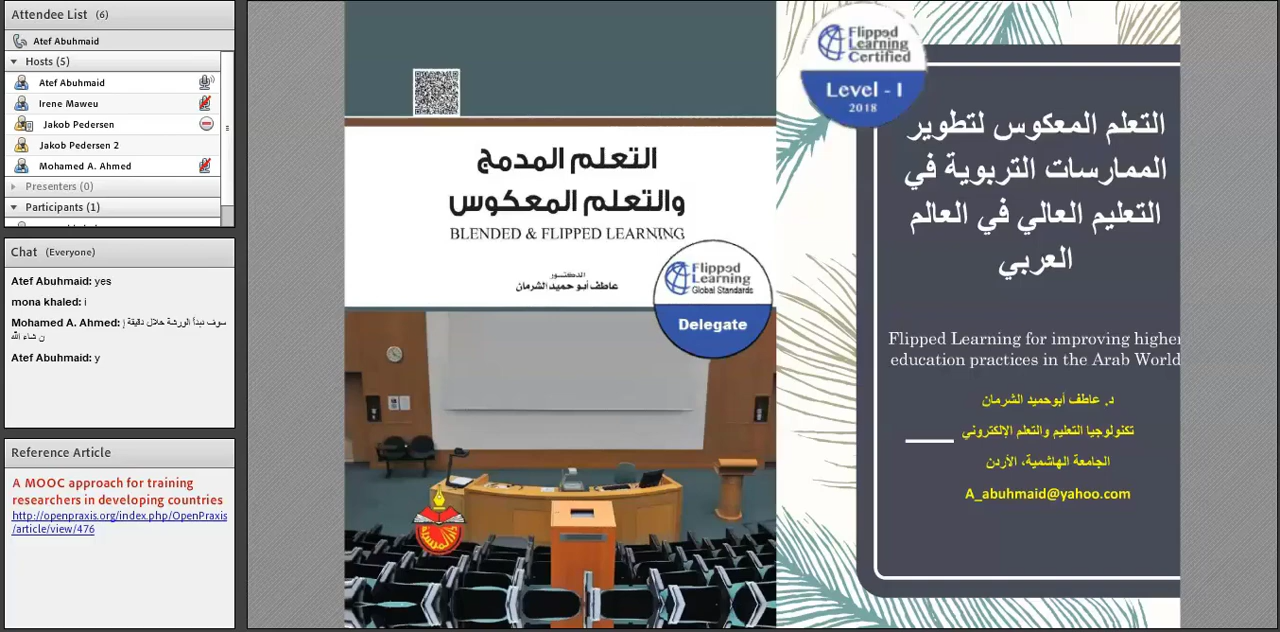 Attendee List (6)
Atef Abuhmaid
Hosts (5)
Atef Abuhmaid
Irene Maweu
Jakob Pedersen
Jakob Pedersen 2
Mohamed A. Ahmed
Presenters (0)
Participants (1)
Chat (Everyone)
Atef Abuhmaid: yes
mona khaled: i
Mohamed A. Ahmed: سوف نبدأ الورشة خلال دقيقة إ
ن شاء الله
Atef Abuhmaid: y
Reference Article
A MOOC approach for training
researchers in developing countries
http://openpraxis.org/index.php/OpenPraxis
/article/view/476
التعلم المدمج
والتعلم المعكوس
BLENDED & FLIPPED LEARNING
الدكتور
عاطف أبو حميد الشرمان
Flipped
Learning
Global Standards
Delegate
Flipped
Learning
Certified
Level - I
2018
التعلم المعكوس لتطوير
الممارسات التربوية في
التعليم العالي في العالم
العربي
Flipped Learning for improving higher
education practices in the Arab World
د. عاطف أبوحميد الشرمان
تكنولوجيا التعليم والتعلم الإلكتروني
الجامعة الهاشمية، الأردن
A_abuhmaid@yahoo.com